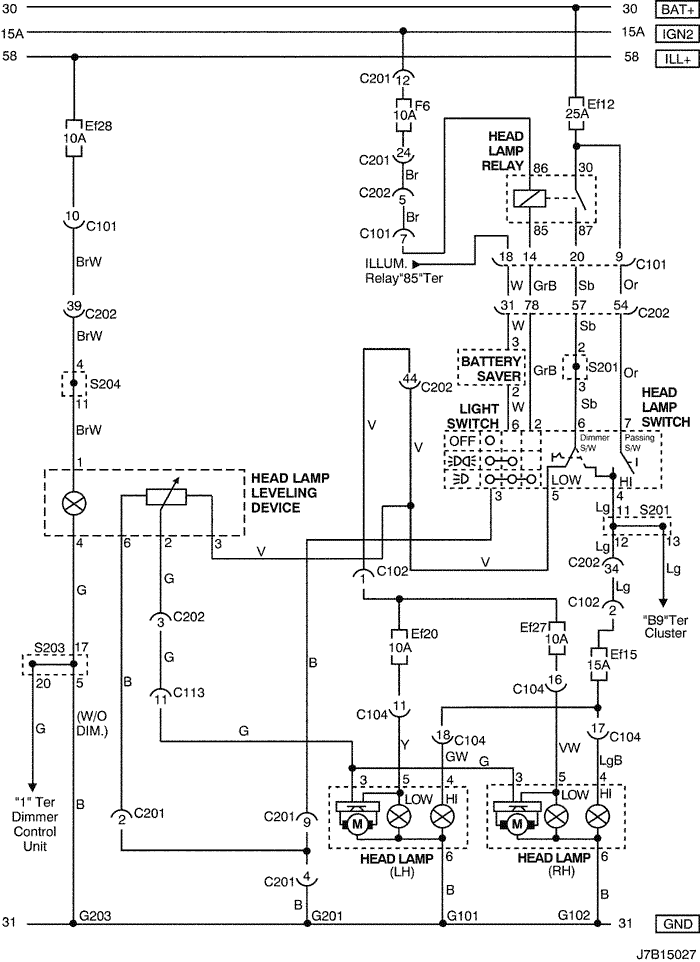 30 30 BAT+
15A 15A IGN2
58 58 ILL+
C201 12
Ef12
25A
F6
10A
Ef28
10A
HEAD
LAMP
RELAY
C201 24
Br
86 30
C202 5
Br
10 C101
85 87
C101 7
BrW
ILLUM.
Relay"85"Ter
18 14 20 9 C101
W GrB Sb Or
39 C202
31 78 57 54 C202
BrW
W Sb
3 2
4
BATTERY
SAVER
GrB S201 Or
S204
44 C202
2 3
HEAD
LAMP
SWITCH
11
W Sb
LIGHT
SWITCH
BrW
V V
6 2 6 7
OFF
Dimmer
S/W
Passing
S/W
1
HEAD LAMP
LEVELING
DEVICE
LOW HI
3 5 4
Lg 11 S201
4 6 2 3
Lg 12 13
V V
C202 34 Lg
G G
C102 1
Lg
C102 2
3 C202
"B9"Ter
Cluster
Ef20
10A
Ef27
10A
S203 17
G B B
Ef15
15A
20 5
11 C113
C104 16
(W/O
DIM.)
G
C104 11
17 C104
G
18 C104
Y GW G VW LgB
3 5 4 3 5 4
"1" Ter
Dimmer
Control
Unit
B
2 C201
C201 9
LOW HI LOW HI
M M
HEAD LAMP
(LH)
6
HEAD LAMP
(RH)
6
C201 4
B B B
31 G203 G201 G101 G102 31 GND
J7B15027